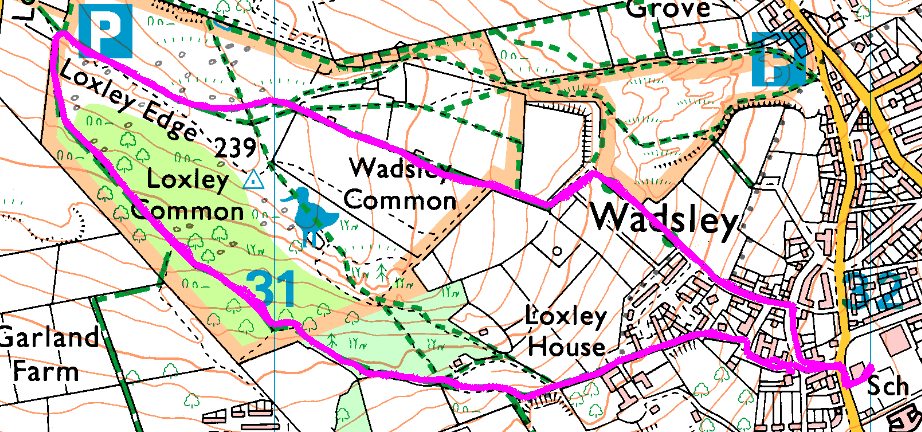 Grove
P
P
Loxley Edge
239
Loxley
Common
Wadsley
Common
Wadsley
31
32
Loxley
House
Garland
Farm
Sch